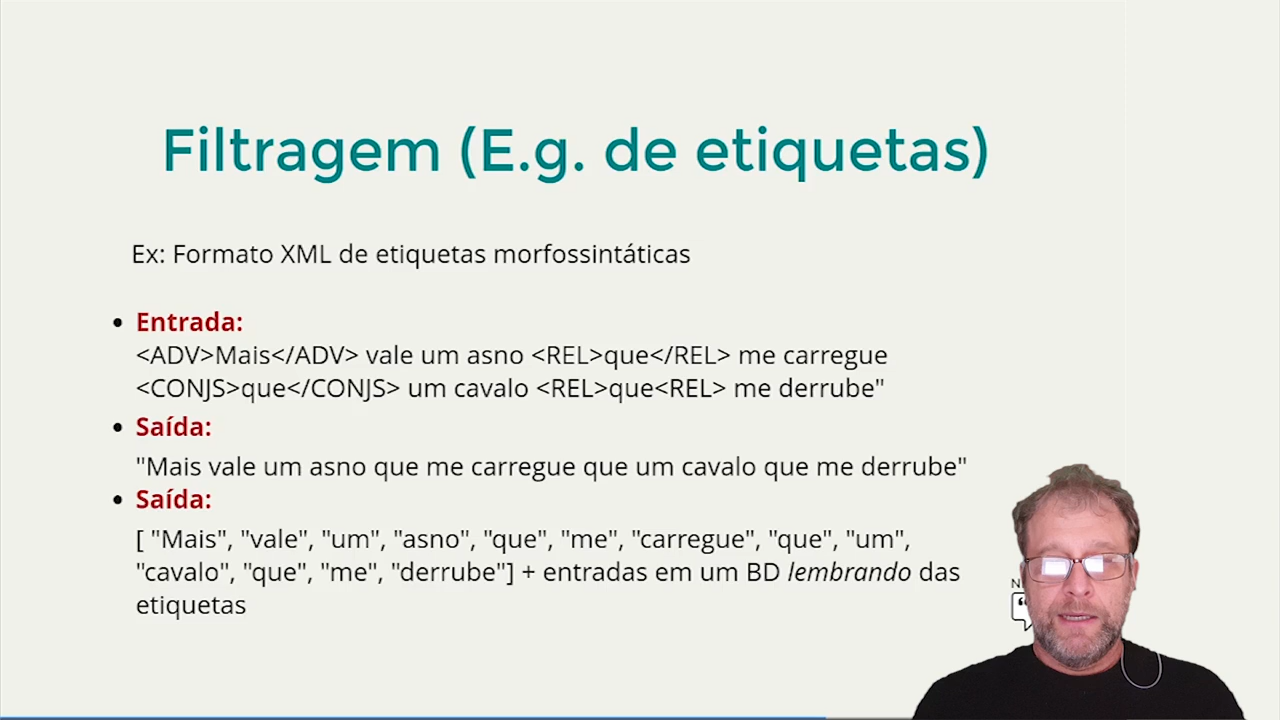 Filtragem (E.g. de etiquetas)
Ex: Formato XML de etiquetas morfossintáticas
• Entrada:
<ADV>Mais</ADV> vale um asno <REL>que</REL> me carregue
<CONJS>que</CONJS> um cavalo <REL>que<REL> me derrube"
• Saída:
"Mais vale um asno que me carregue que um cavalo que me derrube"
• Saída:
[ "Mais", "vale", "um", "asno", "que", "me", "carregue", "que", "um",
"cavalo", "que", "me", "derrube"] + entradas em um BD lembrando das
etiquetas